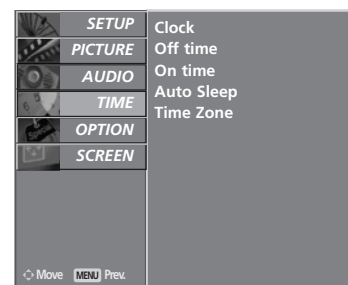 SETUP
PICTURE
AUDIO
TIME
OPTION
SCREEN
Clock
Off time
On time
Auto Sleep
Time Zone
Move MENU Prev.